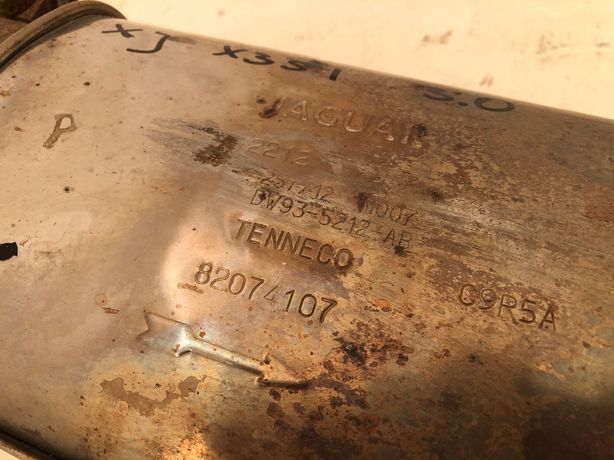 XJ X351 3.0
P
JAGUAR
2212
DW93-5212-AB
TENNECO
82074107
C9R5A